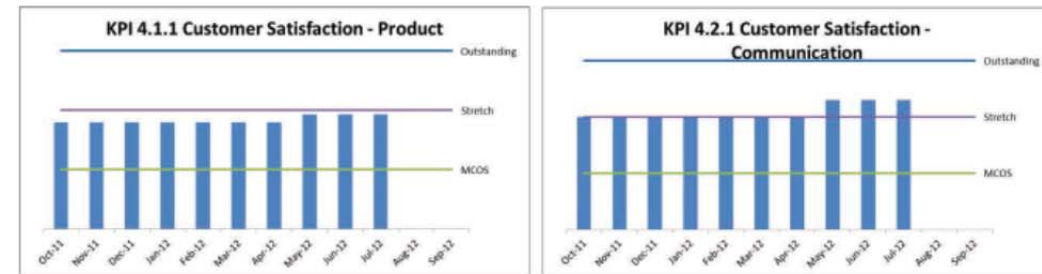 KPI 4.1.1 Customer Satisfaction - Product
Outstanding
Stretch
MCOS
Oct-11 Nov-11 Dec-11 Jan-12 Feb-12 Mar-12 Apr-12 May-12 Jun-12 Jul-12 Aug-12 Sep-12
KPI 4.2.1 Customer Satisfaction -
Communication
Outstanding
Stretch
MCOS
Oct-11 Nov-11 Dec-11 Jan-12 Feb-12 Mar-12 Apr-12 May-12 Jun-12 Jul-12 Aug-12 Sep-12